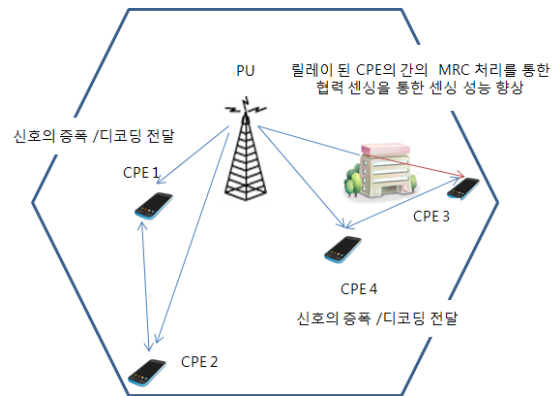 PU
릴레이 된 CPE의 간의 MRC 처리를 통한
협력 센싱을 통한 센싱 성능 향상
신호의 증폭 /디코딩 전달
CPE 1
CPE 3
CPE 4
신호의 증폭 /디코딩 전달
CPE 2